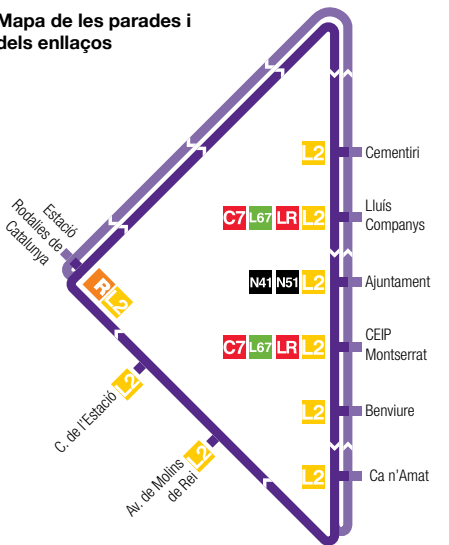 Mapa de les parades i
dels enllaços
L2 Cementiri
C7 L67 LR L2 Lluís
Companys
N41 N51 L2 Ajuntament
C7 L67 LR L2 CEIP
Montserrat
L2 Benviure
L2 Ca n'Amat
Estació
Rodalies de
Catalunya
R L2
C. de l'Estació L2
Av. de Molins
de Rei L2